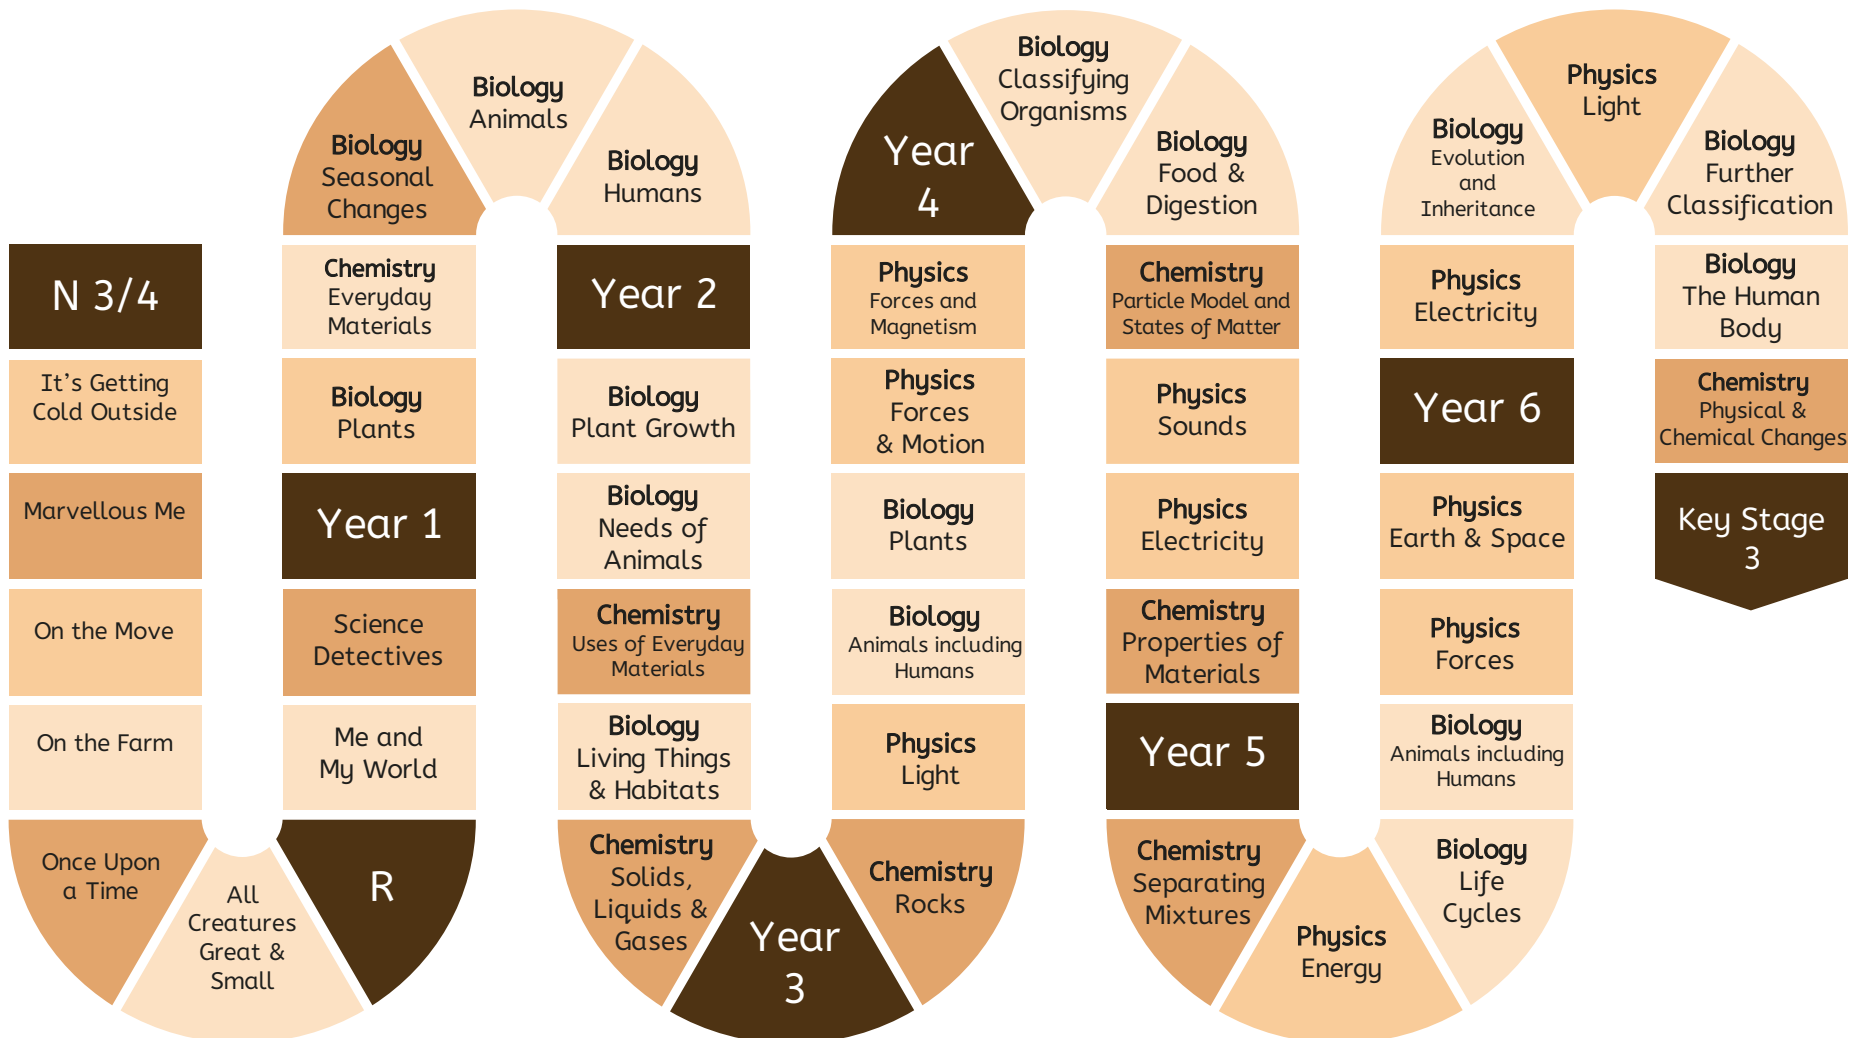 N 3/4
It’s Getting
Cold Outside
Marvellous Me
On the Move
On the Farm
Once Upon
a Time
All
Creatures
Great &
Small
R
Me and
My World
Science
Detectives
Year 1
Biology
Plants
Chemistry
Everyday
Materials
Biology
Seasonal
Changes
Biology
Animals
Biology
Humans
Year 2
Biology
Plant Growth
Biology
Needs of
Animals
Chemistry
Uses of Everyday
Materials
Biology
Living Things
& Habitats
Chemistry
Solids,
Liquids &
Gases
Year
3
Chemistry
Rocks
Physics
Light
Biology
Animals including
Humans
Biology
Plants
Physics
Forces
& Motion
Physics
Forces and
Magnetism
Year
4
Biology
Classifying
Organisms
Biology
Food &
Digestion
Chemistry
Particle Model and
States of Matter
Physics
Sounds
Physics
Electricity
Chemistry
Properties of
Materials
Year 5
Chemistry
Separating
Mixtures
Physics
Energy
Biology
Life
Cycles
Biology
Animals including
Humans
Physics
Forces
Physics
Earth & Space
Year 6
Physics
Electricity
Biology
Evolution
and
Inheritance
Physics
Light
Biology
Further
Classification
Biology
The Human
Body
Chemistry
Physical &
Chemical Changes
Key Stage
3